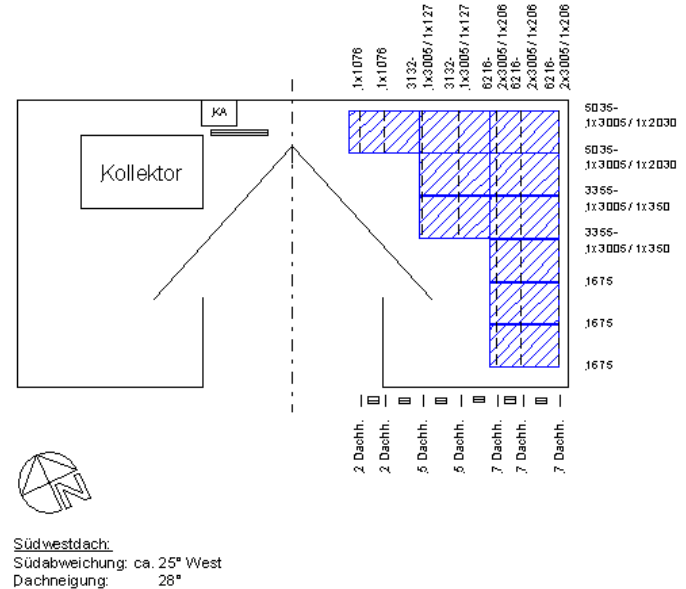 ,1x1076
,1x1076
3132-
,1x3005/1x127
3132-
,1x3005/1x127
6216-
,2x3005/1x206
6216-
,2x3005/1x206
6216-
,2x3005/1x206
KA
Kollektor
5035-
,1x3005/1x2030
5035-
,1x3005/1x2030
3355-
,1x3005/1x350
3355-
,1x3005/1x350
,1675
,1675
,1675
,2 Dachh.
,2 Dachh.
,5 Dachh.
,5 Dachh.
,7 Dachh.
,7 Dachh.
,7 Dachh.
N
Südwestdach:
Südabweichung: ca. 25° West
Dachneigung: 28°